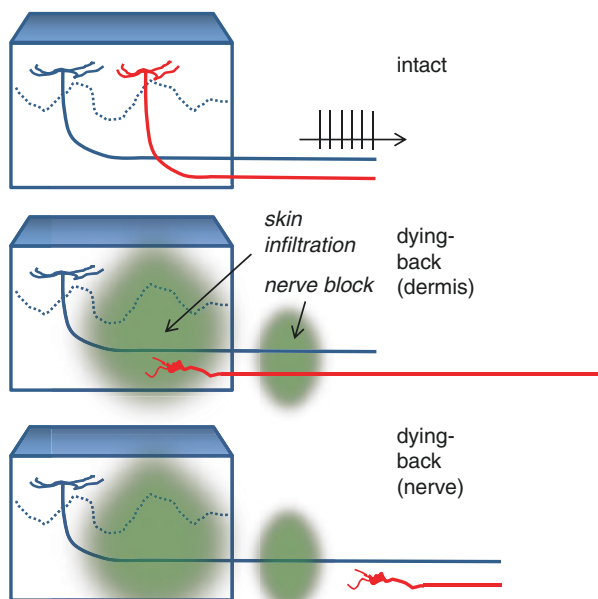 intact
skin
infiltration
nerve block
dying-
back
(dermis)
dying-
back
(nerve)